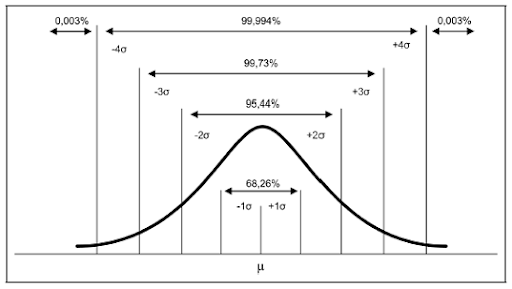 0,003% 99,994% 0,003%
-4σ +4σ
99,73%
-3σ +3σ
95,44%
-2σ +2σ
68,26%
-1σ +1σ
μ